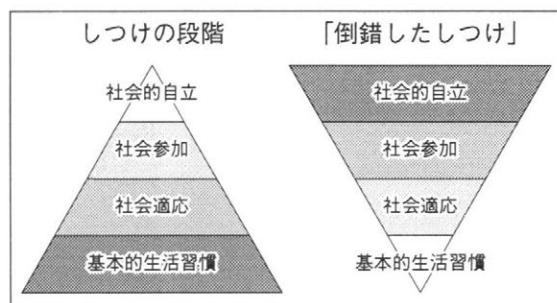 しつけの段階
社会的自立
社会参加
社会適応
基本的生活習慣
「倒錯したしつけ」
社会的自立
社会参加
社会適応
基本的生活習慣